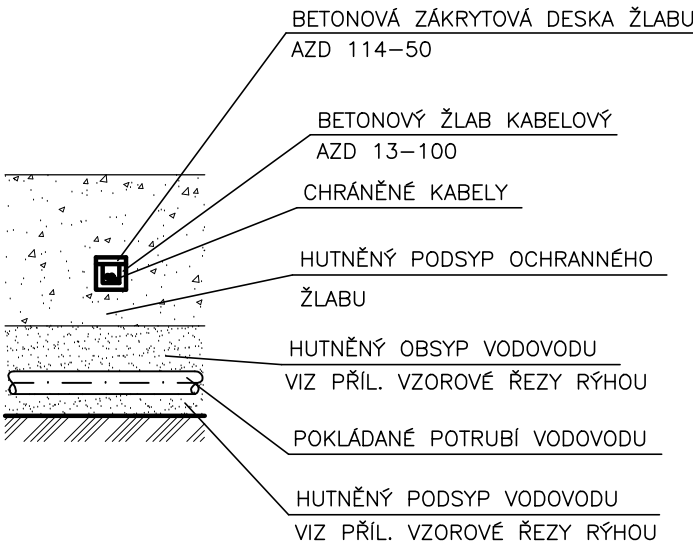 BETONOVÁ ZÁKRYTOVÁ DESKA ŽLABU
AZD 114-50
BETONOVÝ ŽLAB KABELOVÝ
AZD 13-100
CHRÁNĚNÉ KABELY
HUTNĚNÝ PODSYP OCHRANNÉHO
ŽLABU
HUTNĚNÝ OBSYP VODOVODU
VIZ PŘÍL. VZOROVÉ ŘEZY RÝHOU
POKLÁDANÉ POTRUBÍ VODOVODU
HUTNĚNÝ PODSYP VODOVODU
VIZ PŘÍL. VZOROVÉ ŘEZY RÝHOU